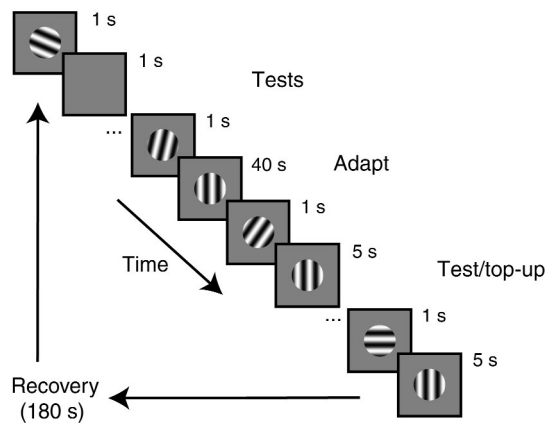 1 s
1 s
Tests
...
1 s
40 s
Adapt
1 s
Time
5 s
Test/top-up
...
1 s
5 s
Recovery
(180 s)